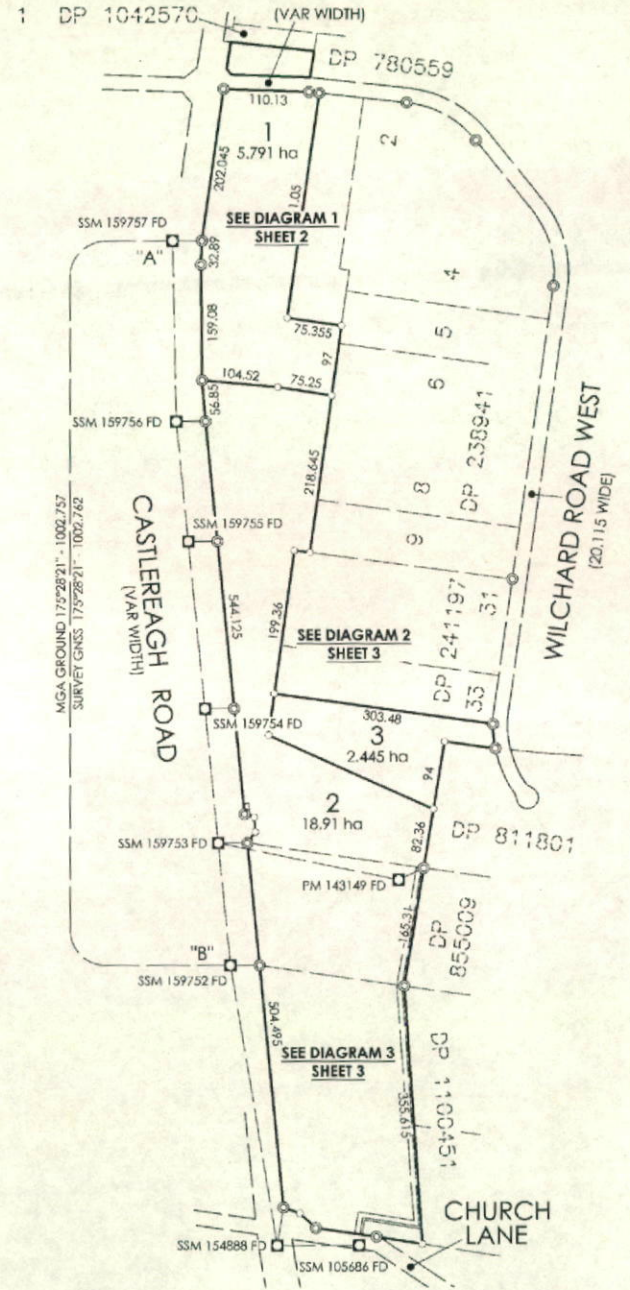 1 DP 1042570
(VAR WIDTH)
DP 780559
110.13
1
5.791 ha
2
202.045
1.05
SEE DIAGRAM 1
SHEET 2
SSM 159757 FD
"A"
32.89
4
159.08
75.355
5
97
104.52
75.25
6
56.85
SSM 159756 FD
DP 238941
WILCHARD ROAD WEST
(20.115 WIDE)
218.645
8
9
CASTLEREAGH ROAD
(VAR WIDTH)
SSM 159755 FD
MGA GROUND 175°28'21" - 1002.757
SURVEY GNSS 175°28'21" - 1002.762
544.125
199.36
DP 241197
31
SEE DIAGRAM 2
SHEET 3
33
303.48
SSM 159754 FD
3
2.445 ha
94
2
18.91 ha
82.36
DP 811801
SSM 159753 FD
PM 143149 FD
165.31
DP
855009
"B"
SSM 159752 FD
504.495
SEE DIAGRAM 3
SHEET 3
355.615
DP 1100451
CHURCH
LANE
SSM 154888 FD
SSM 105686 FD